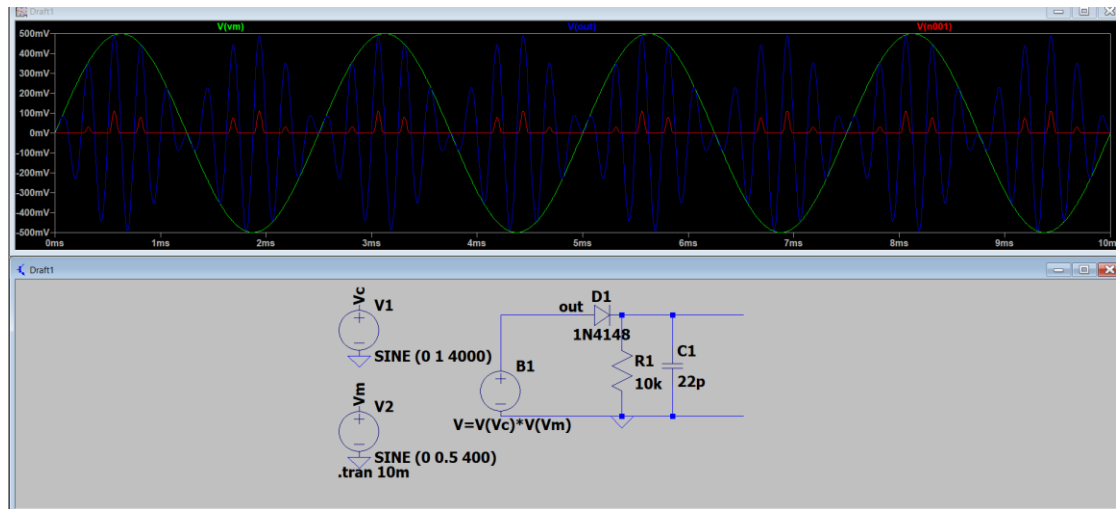 Draft1
V(vm) V(out) V(n001)
500mV
400mV
300mV
200mV
100mV
0mV
-100mV
-200mV
-300mV
-400mV
-500mV
0ms 1ms 2ms 3ms 4ms 5ms 6ms 7ms 8ms 9ms 10m
Draft1
Vc
V1
SINE (0 1 4000)
Vm
V2
SINE (0 0.5 400)
.tran 10m
out
D1
1N4148
B1
V=V(Vc)*V(Vm)
R1
10k
C1
22p